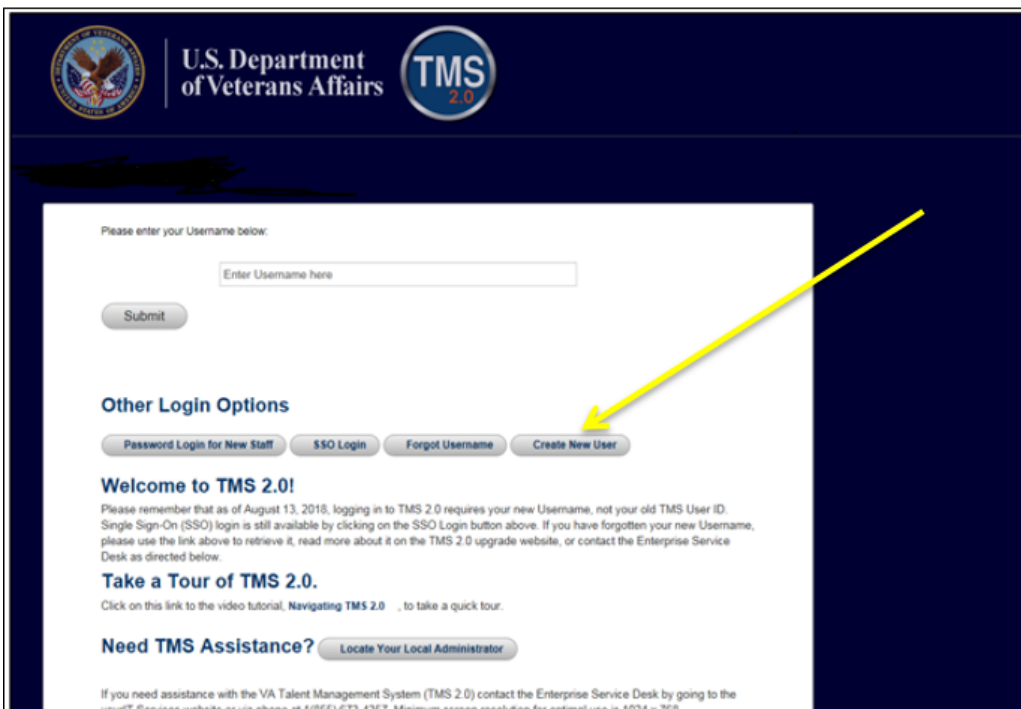 U.S. Department
of Veterans Affairs
TMS
2.0
Please enter your Username below:
Enter Username here
Submit
Other Login Options
Password Login for New Staff SSO Login Forgot Username Create New User
Welcome to TMS 2.0!
Please remember that as of August 13, 2018, logging in to TMS 2.0 requires your new Username, not your old TMS User ID.
Single Sign-On (SSO) login is still available by clicking on the SSO Login button above. If you have forgotten your new Username,
please use the link above to retrieve it, read more about it on the TMS 2.0 upgrade website, or contact the Enterprise Service
Desk as directed below.
Take a Tour of TMS 2.0.
Click on this link to the video tutorial, Navigating TMS 2.0 , to take a quick tour.
Need TMS Assistance? Locate Your Local Administrator
If you need assistance with the VA Talent Management System (TMS 2.0) contact the Enterprise Service Desk by going to the